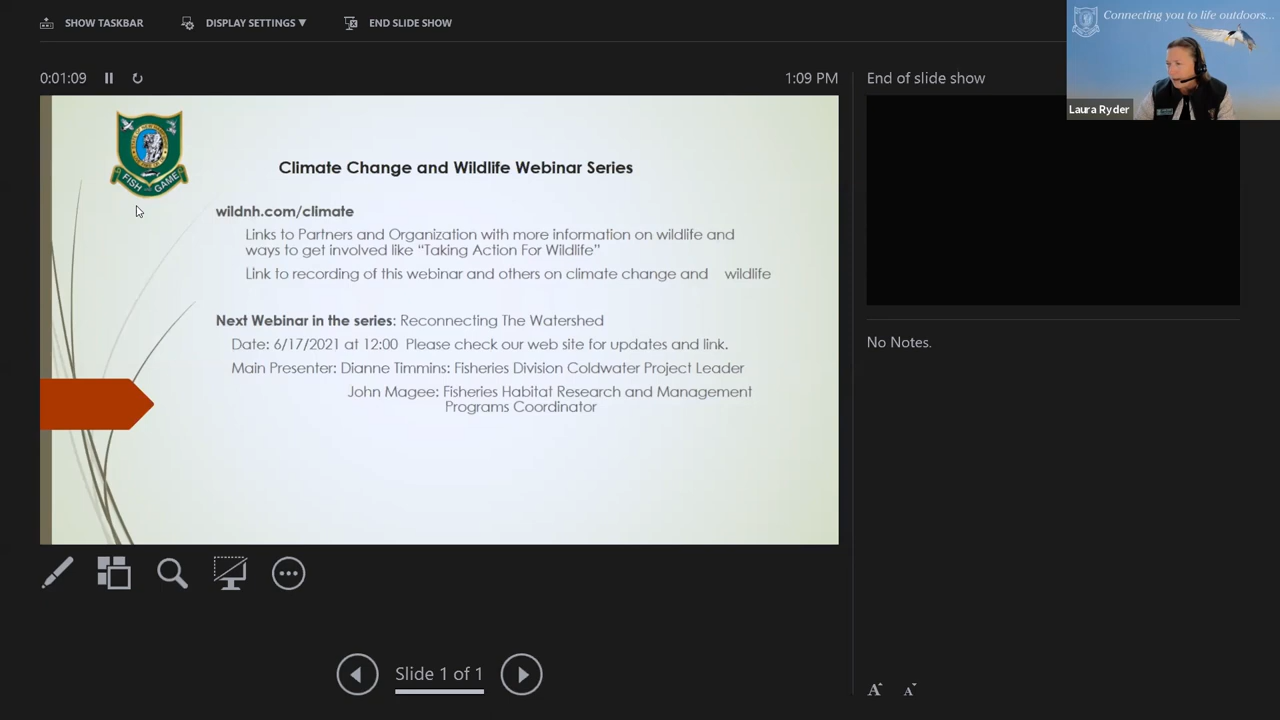 SHOW TASKBAR DISPLAY SETTINGS ▼ END SLIDE SHOW
Connecting you to life outdoors...
Laura Ryder
0:01:09 1:09 PM
End of slide show
FISH AND GAME
Climate Change and Wildlife Webinar Series
wildnh.com/climate
Links to Partners and Organization with more information on wildlife and
ways to get involved like “Taking Action For Wildlife”
Link to recording of this webinar and others on climate change and wildlife
Next Webinar in the series: Reconnecting The Watershed
Date: 6/17/2021 at 12:00 Please check our web site for updates and link.
Main Presenter: Dianne Timmins: Fisheries Division Coldwater Project Leader
John Magee: Fisheries Habitat Research and Management
Programs Coordinator
No Notes.
Slide 1 of 1
A A